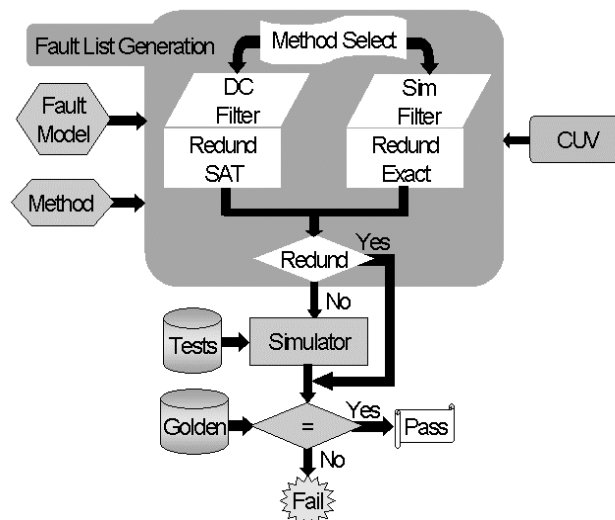 Fault List Generation
Method Select
DC
Filter
Sim
Filter
Fault
Model
Redund
SAT
Redund
Exact
CUV
Method
Redund
Yes
No
Tests
Simulator
Golden
=
Yes
Pass
No
Fail